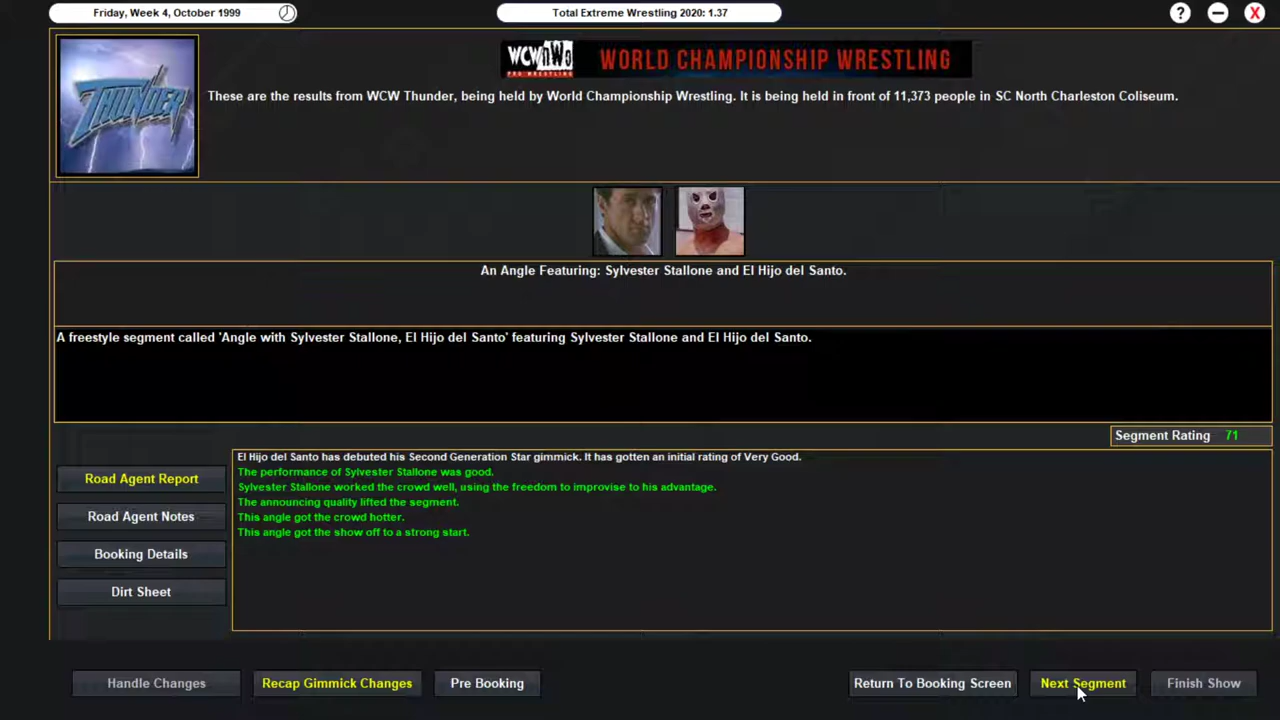 Friday, Week 4, October 1999
Total Extreme Wrestling 2020: 1.37
?
X
THUNDER
WCW/nWo
PRO WRESTLING
WORLD CHAMPIONSHIP WRESTLING
These are the results from WCW Thunder, being held by World Championship Wrestling. It is being held in front of 11,373 people in SC North Charleston Coliseum.
An Angle Featuring: Sylvester Stallone and El Hijo del Santo.
A freestyle segment called 'Angle with Sylvester Stallone, El Hijo del Santo' featuring Sylvester Stallone and El Hijo del Santo.
Segment Rating 71
Road Agent Report
Road Agent Notes
Booking Details
Dirt Sheet
El Hijo del Santo has debuted his Second Generation Star gimmick. It has gotten an initial rating of Very Good.
The performance of Sylvester Stallone was good.
Sylvester Stallone worked the crowd well, using the freedom to improvise to his advantage.
The announcing quality lifted the segment.
This angle got the crowd hotter.
This angle got the show off to a strong start.
Handle Changes
Recap Gimmick Changes
Pre Booking
Return To Booking Screen
Next Segment
Finish Show